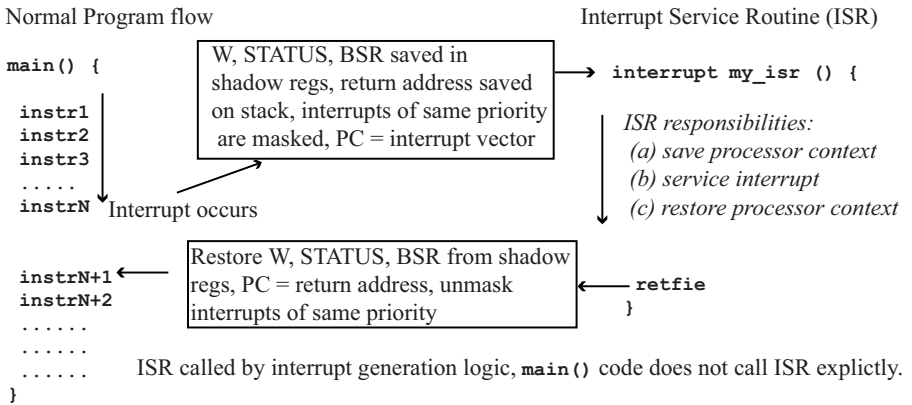 Normal Program flow
Interrupt Service Routine (ISR)
main() {
instr1
instr2
instr3
.....
instrN
Interrupt occurs
W, STATUS, BSR saved in
shadow regs, return address saved
on stack, interrupts of same priority
are masked, PC = interrupt vector
interrupt my_isr () {
ISR responsibilities:
(a) save processor context
(b) service interrupt
(c) restore processor context
retfie
}
Restore W, STATUS, BSR from shadow
regs, PC = return address, unmask
interrupts of same priority
instrN+1
instrN+2
......
......
......
}
ISR called by interrupt generation logic, main() code does not call ISR explicitly.